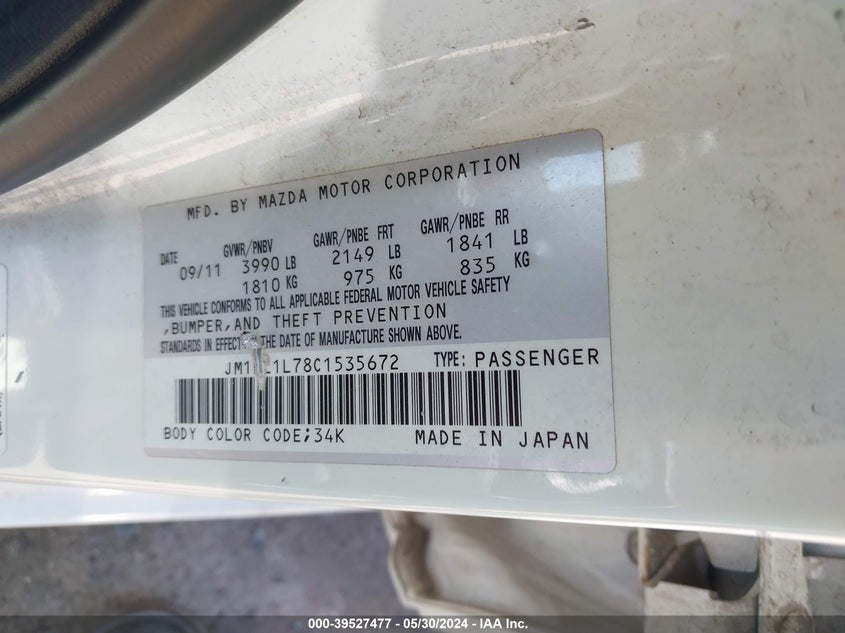 MFD. BY MAZDA MOTOR CORPORATION
DATE GVWR/PNBV GAWR/PNBE FRT GAWR/PNBE RR
09/11 3990 LB 2149 LB 1841 LB
1810 KG 975 KG 835 KG
THIS VEHICLE CONFORMS TO ALL APPLICABLE FEDERAL MOTOR VEHICLE SAFETY
,BUMPER,AND THEFT PREVENTION
STANDARDS IN EFFECT THE DATE OF MANUFACTURE SHOWN ABOVE.
TYPE: PASSENGER
BODY COLOR CODE;34K MADE IN JAPAN
000-39527477 — 05/30/2024 — IAA Inc.